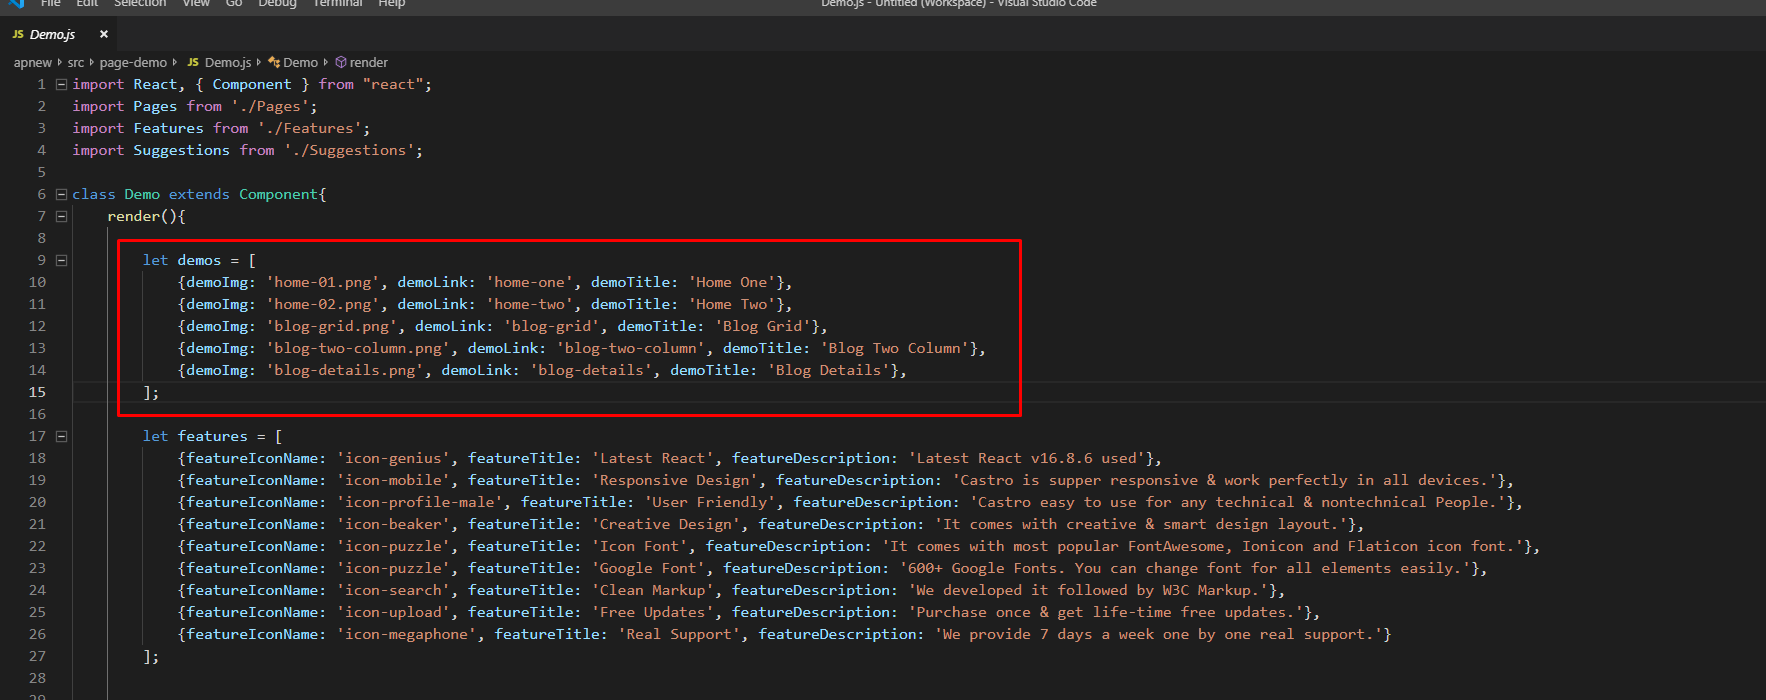 File Edit Selection View Go Debug Terminal Help Demo.js - Untitled (Workspace) - Visual Studio Code
JS Demo.js ×
apnew src page-demo JS Demo.js Demo render
1 import React, { Component } from "react";
2 import Pages from './Pages';
3 import Features from './Features';
4 import Suggestions from './Suggestions';
5
6 class Demo extends Component{
7 render(){
8
9 let demos = [
10 {demoImg: 'home-01.png', demoLink: 'home-one', demoTitle: 'Home One'},
11 {demoImg: 'home-02.png', demoLink: 'home-two', demoTitle: 'Home Two'},
12 {demoImg: 'blog-grid.png', demoLink: 'blog-grid', demoTitle: 'Blog Grid'},
13 {demoImg: 'blog-two-column.png', demoLink: 'blog-two-column', demoTitle: 'Blog Two Column'},
14 {demoImg: 'blog-details.png', demoLink: 'blog-details', demoTitle: 'Blog Details'},
15 ];
16
17 let features = [
18 {featureIconName: 'icon-genius', featureTitle: 'Latest React', featureDescription: 'Latest React v16.8.6 used'},
19 {featureIconName: 'icon-mobile', featureTitle: 'Responsive Design', featureDescription: 'Castro is supper responsive & work perfectly in all devices.'},
20 {featureIconName: 'icon-profile-male', featureTitle: 'User Friendly', featureDescription: 'Castro easy to use for any technical & nontechnical People.'},
21 {featureIconName: 'icon-beaker', featureTitle: 'Creative Design', featureDescription: 'It comes with creative & smart design layout.'},
22 {featureIconName: 'icon-puzzle', featureTitle: 'Icon Font', featureDescription: 'It comes with most popular FontAwesome, Ionicon and Flaticon icon font.'},
23 {featureIconName: 'icon-puzzle', featureTitle: 'Google Font', featureDescription: '600+ Google Fonts. You can change font for all elements easily.'},
24 {featureIconName: 'icon-search', featureTitle: 'Clean Markup', featureDescription: 'We developed it followed by W3C Markup.'},
25 {featureIconName: 'icon-upload', featureTitle: 'Free Updates', featureDescription: 'Purchase once & get life-time free updates.'},
26 {featureIconName: 'icon-megaphone', featureTitle: 'Real Support', featureDescription: 'We provide 7 days a week one by one real support.'}
27 ];
28
29